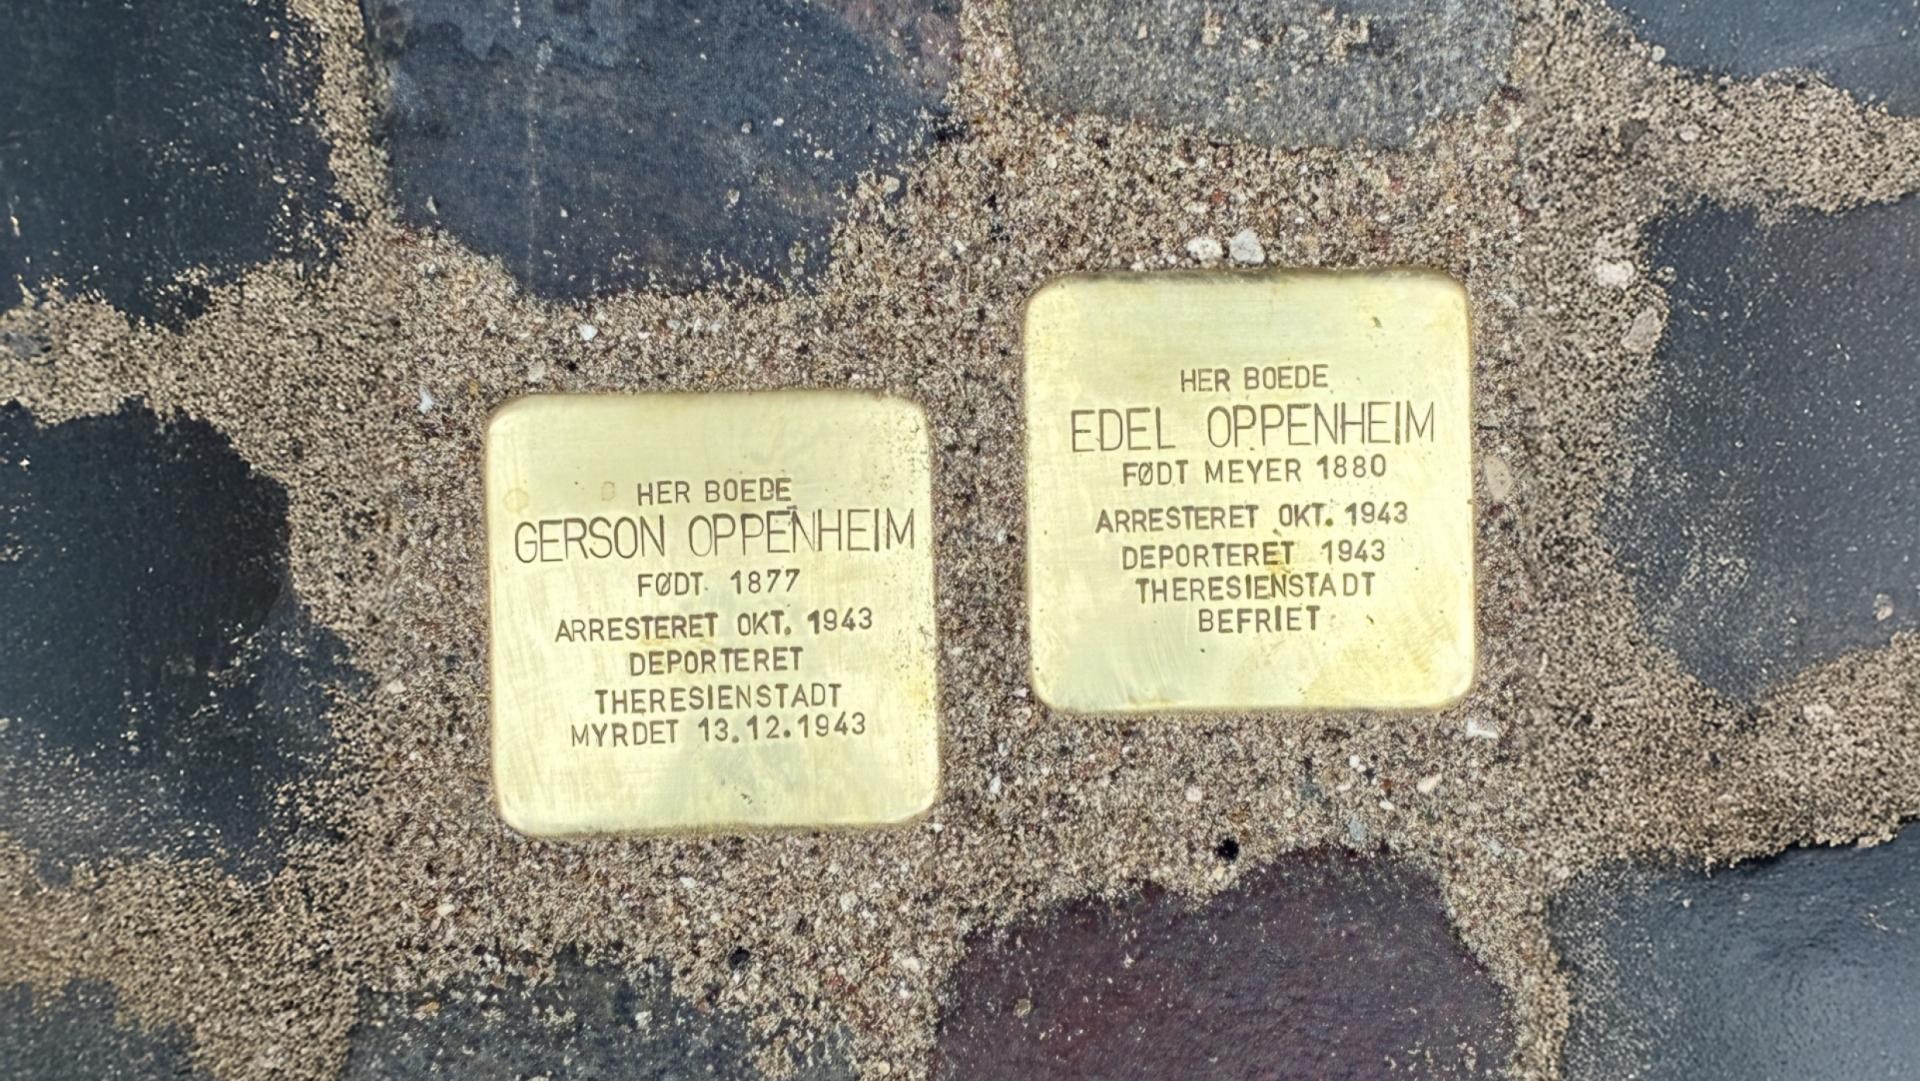 HER BOEDE
GERSON OPPENHEIM
FØDT 1877
ARRESTERET OKT. 1943
DEPORTERET
THERESIENSTADT
MYRDET 13.12.1943
HER BOEDE
EDEL OPPENHEIM
FØDT MEYER 1880
ARRESTERET OKT. 1943
DEPORTERET 1943
THERESIENSTADT
BEFRIET